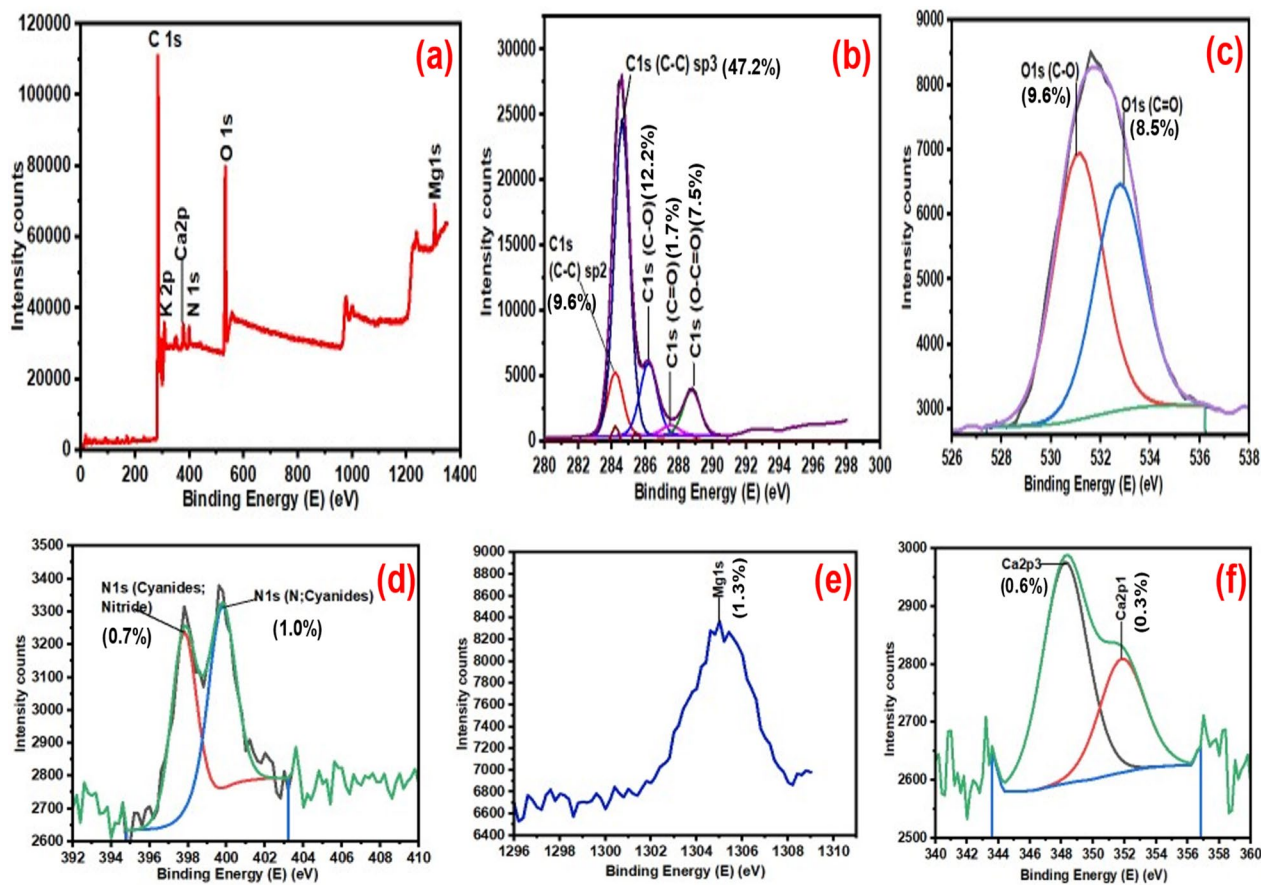 (a)
C 1s
K 2p
Ca2p
N 1s
O 1s
Mg1s
120000
100000
80000
60000
40000
20000
0
Intensity counts
0 200 400 600 800 1000 1200 1400
Binding Energy (E) (eV)
(b)
C1s (C-C) sp3 (47.2%)
C1s
(C-C) sp2
(9.6%)
C1s (C-O)(12.2%)
C1s (C=O)(1.7%)
C1s (O-C=O)(7.5%)
30000
25000
20000
15000
10000
5000
0
Intensity counts
280 282 284 286 288 290 292 294 296 298 300
Binding Energy (E) (eV)
(c)
O1s (C-O)
(9.6%)
O1s (C=O)
(8.5%)
9000
8000
7000
6000
5000
4000
3000
Intensity counts
526 528 530 532 534 536 538
Binding Energy (E) (eV)
(d)
N1s (Cyanides;
Nitride)
(0.7%)
N1s (N;Cyanides)
(1.0%)
3500
3400
3300
3200
3100
3000
2900
2800
2700
2600
Intensity counts
392 394 396 398 400 402 404 406 408 410
Binding Energy (E) (eV)
(e)
Mg1s
(1.3%)
9000
8800
8600
8400
8200
8000
7800
7600
7400
7200
7000
6800
6600
6400
Intensity counts
1296 1298 1300 1302 1304 1306 1308 1310
Binding Energy (E) (eV)
(f)
Ca2p3
(0.6%)
Ca2p1
(0.3%)
3000
2900
2800
2700
2600
2500
Intensity counts
340 342 344 346 348 350 352 354 356 358 360
Binding Energy (E) (eV)